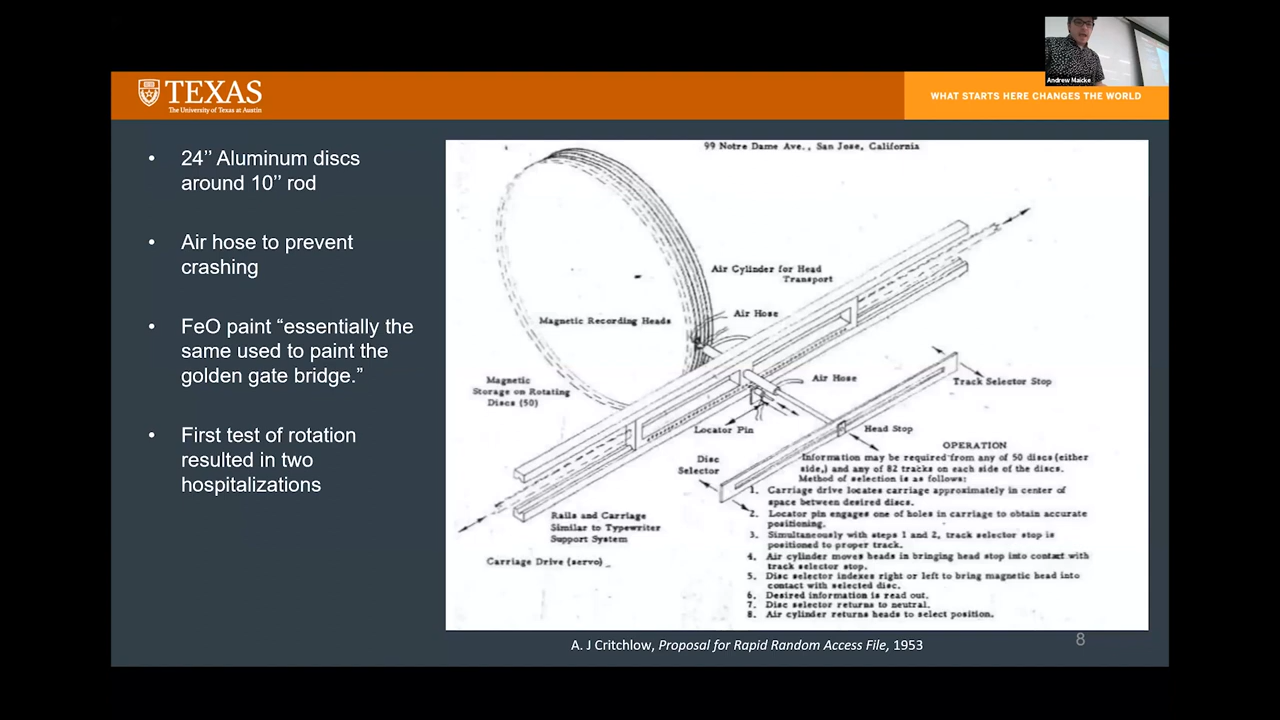 Andrew Maicke
TEXAS
The University of Texas at Austin
WHAT STARTS HERE CHANGES THE WORLD
• 24’’ Aluminum discs
around 10’’ rod
• Air hose to prevent
crashing
• FeO paint “essentially the
same used to paint the
golden gate bridge.”
• First test of rotation
resulted in two
hospitalizations
99 Notre Dame Ave., San Jose, California
Air Cylinder for Head
Transport
Air Hose
Magnetic Recording Heads
Magnetic
Storage on Rotating
Discs (50)
Air Hose
Track Selector Stop
Locator Pin
Head Stop
Disc
Selector
Rails and Carriage
Similar to Typewriter
Support System
Carriage Drive (servo)
OPERATION
Information may be required from any of 50 discs (either
side,) and any of 82 tracks on each side of the discs.
Method of selection is as follows:
1. Carriage drive locates carriage approximately in center of
space between desired discs.
2. Locator pin engages one of holes in carriage to obtain accurate
positioning.
3. Simultaneously with steps 1 and 2, track selector stop is
positioned to proper track.
4. Air cylinder moves heads in bringing head stop into contact with
track selector stop.
5. Disc selector indexes right or left to bring magnetic head into
contact with selected disc.
6. Desired information is read out.
7. Disc selector returns to neutral.
8. Air cylinder returns heads to select position.
A. J Critchlow, Proposal for Rapid Random Access File, 1953
8